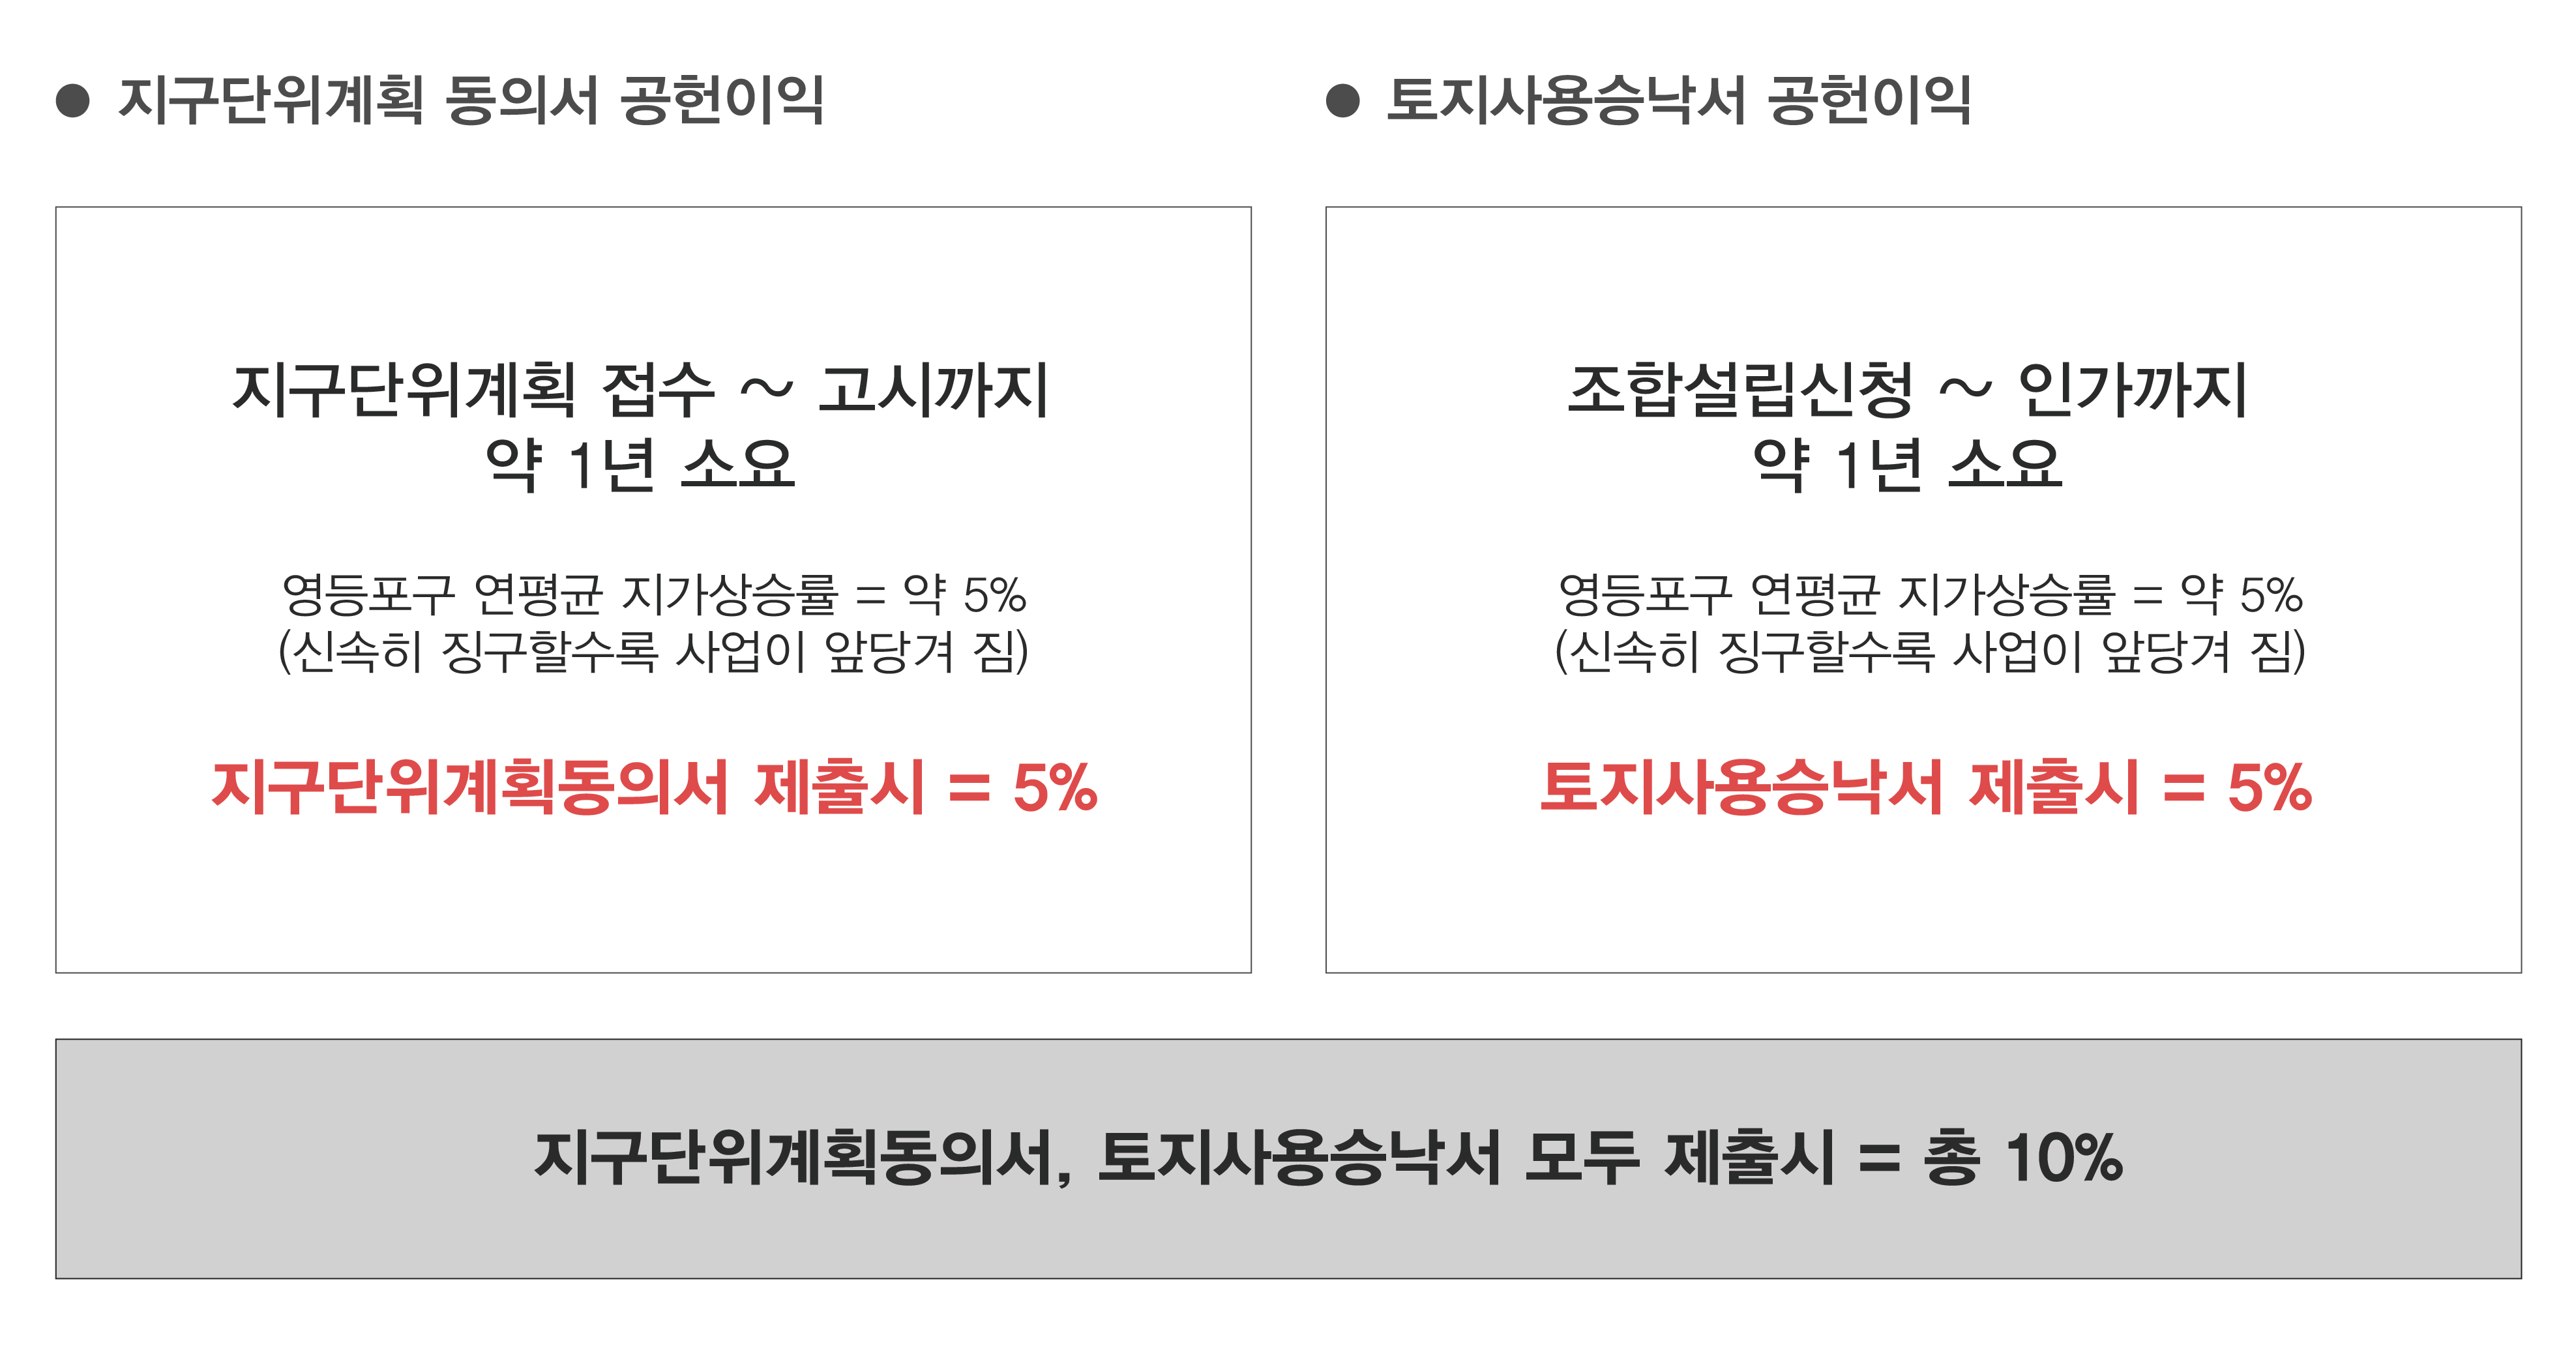 ● 지구단위계획 동의서 공헌이익
지구단위계획 접수 ~ 고시까지
약 1년 소요
영등포구 연평균 지가상승률 = 약 5%
(신속히 징구할수록 사업이 앞당겨 짐)
지구단위계획동의서 제출시 = 5%
● 토지사용승낙서 공헌이익
조합설립신청 ~ 인가까지
약 1년 소요
영등포구 연평균 지가상승률 = 약 5%
(신속히 징구할수록 사업이 앞당겨 짐)
토지사용승낙서 제출시 = 5%
지구단위계획동의서, 토지사용승낙서 모두 제출시 = 총 10%